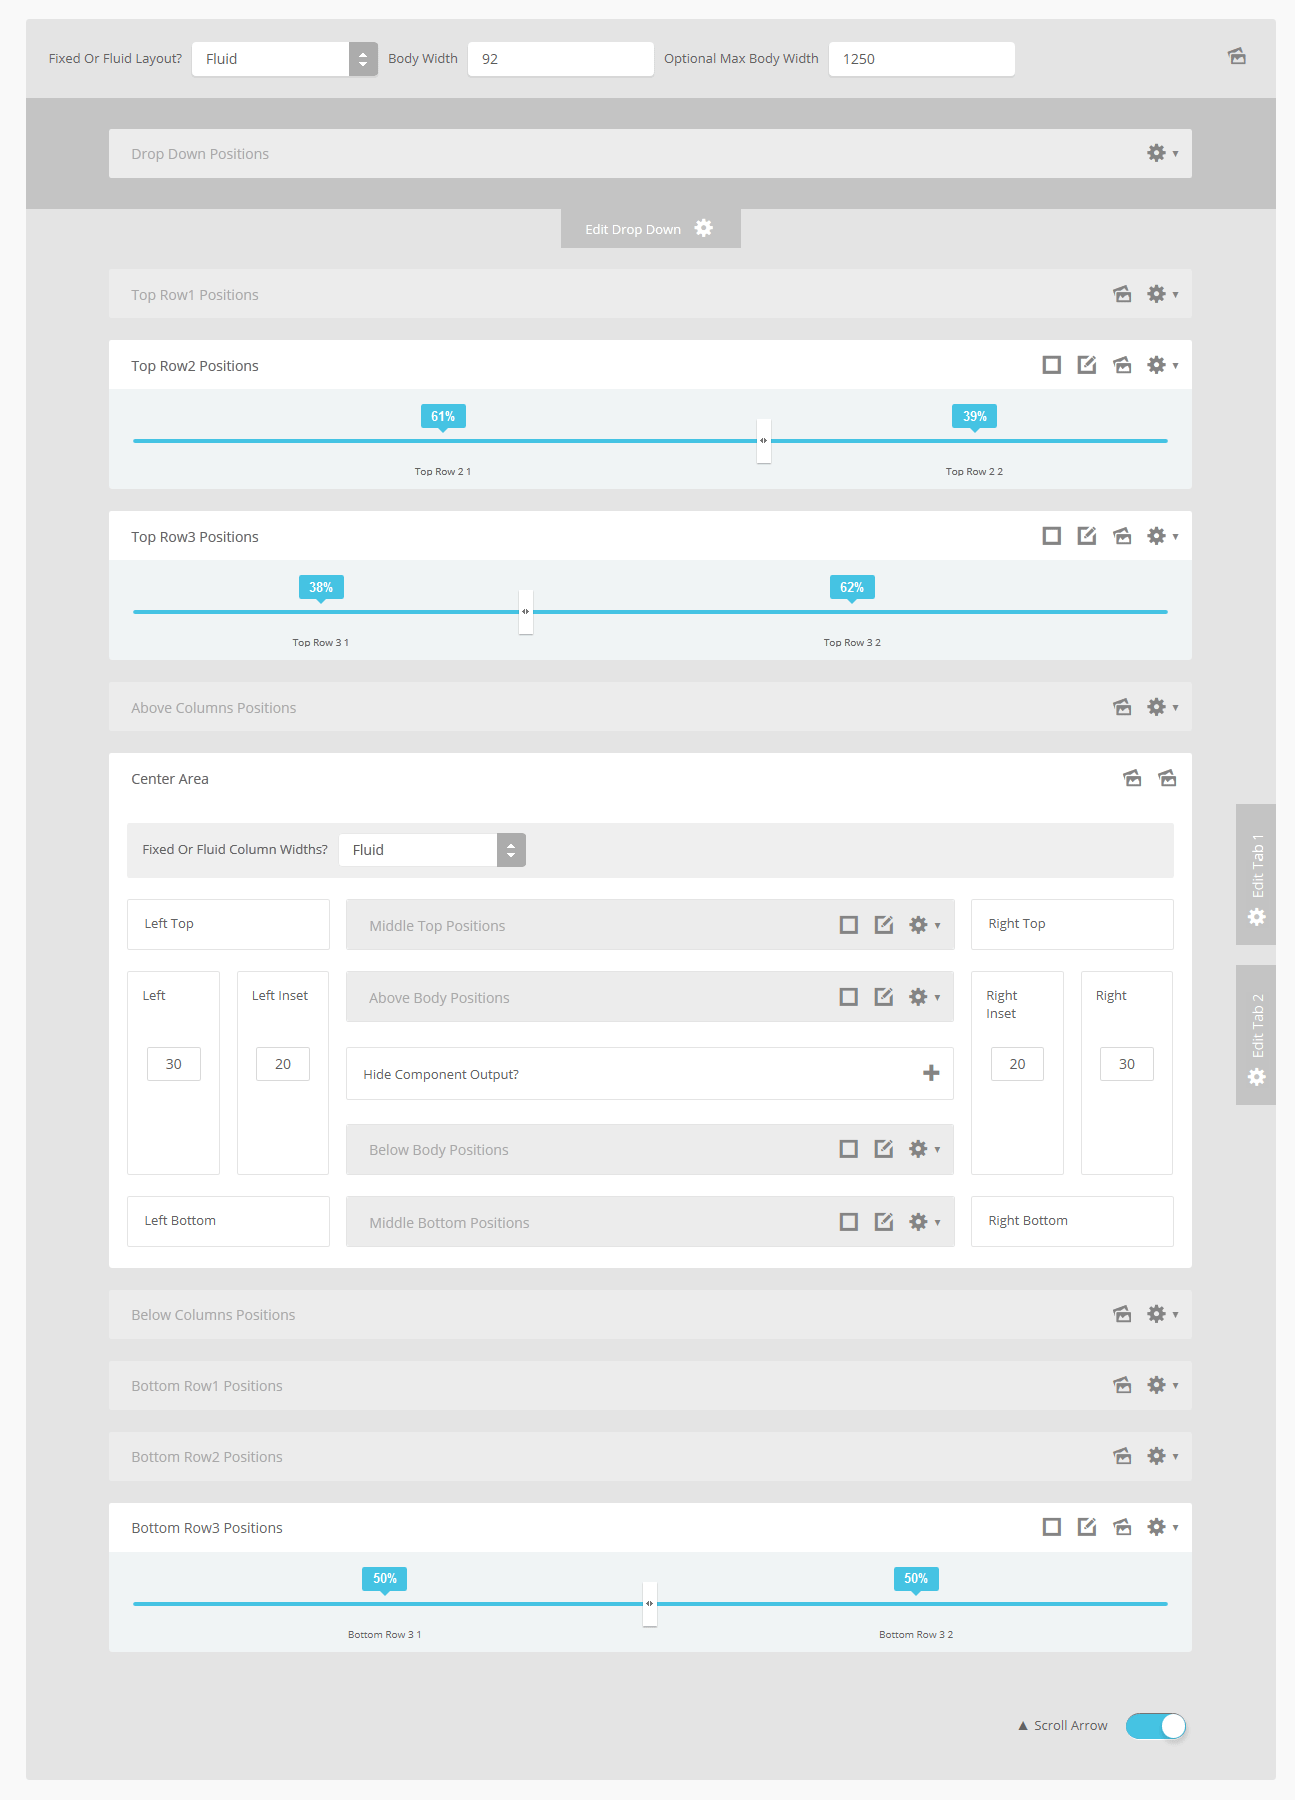 Fixed Or Fluid Layout? Fluid Body Width 92 Optional Max Body Width 1250
Drop Down Positions
Edit Drop Down
Top Row1 Positions
Top Row2 Positions
61% 39%
Top Row 2 1 Top Row 2 2
Top Row3 Positions
38% 62%
Top Row 3 1 Top Row 3 2
Above Columns Positions
Center Area
Fixed Or Fluid Column Widths? Fluid
Edit Tab 1
Left Top Middle Top Positions Right Top
Left Left Inset Above Body Positions Right
Inset Right
Edit Tab 2
30 20 Hide Component Output? 20 30
Below Body Positions
Left Bottom Middle Bottom Positions Right Bottom
Below Columns Positions
Bottom Row1 Positions
Bottom Row2 Positions
Bottom Row3 Positions
50% 50%
Bottom Row 3 1 Bottom Row 3 2
▲ Scroll Arrow